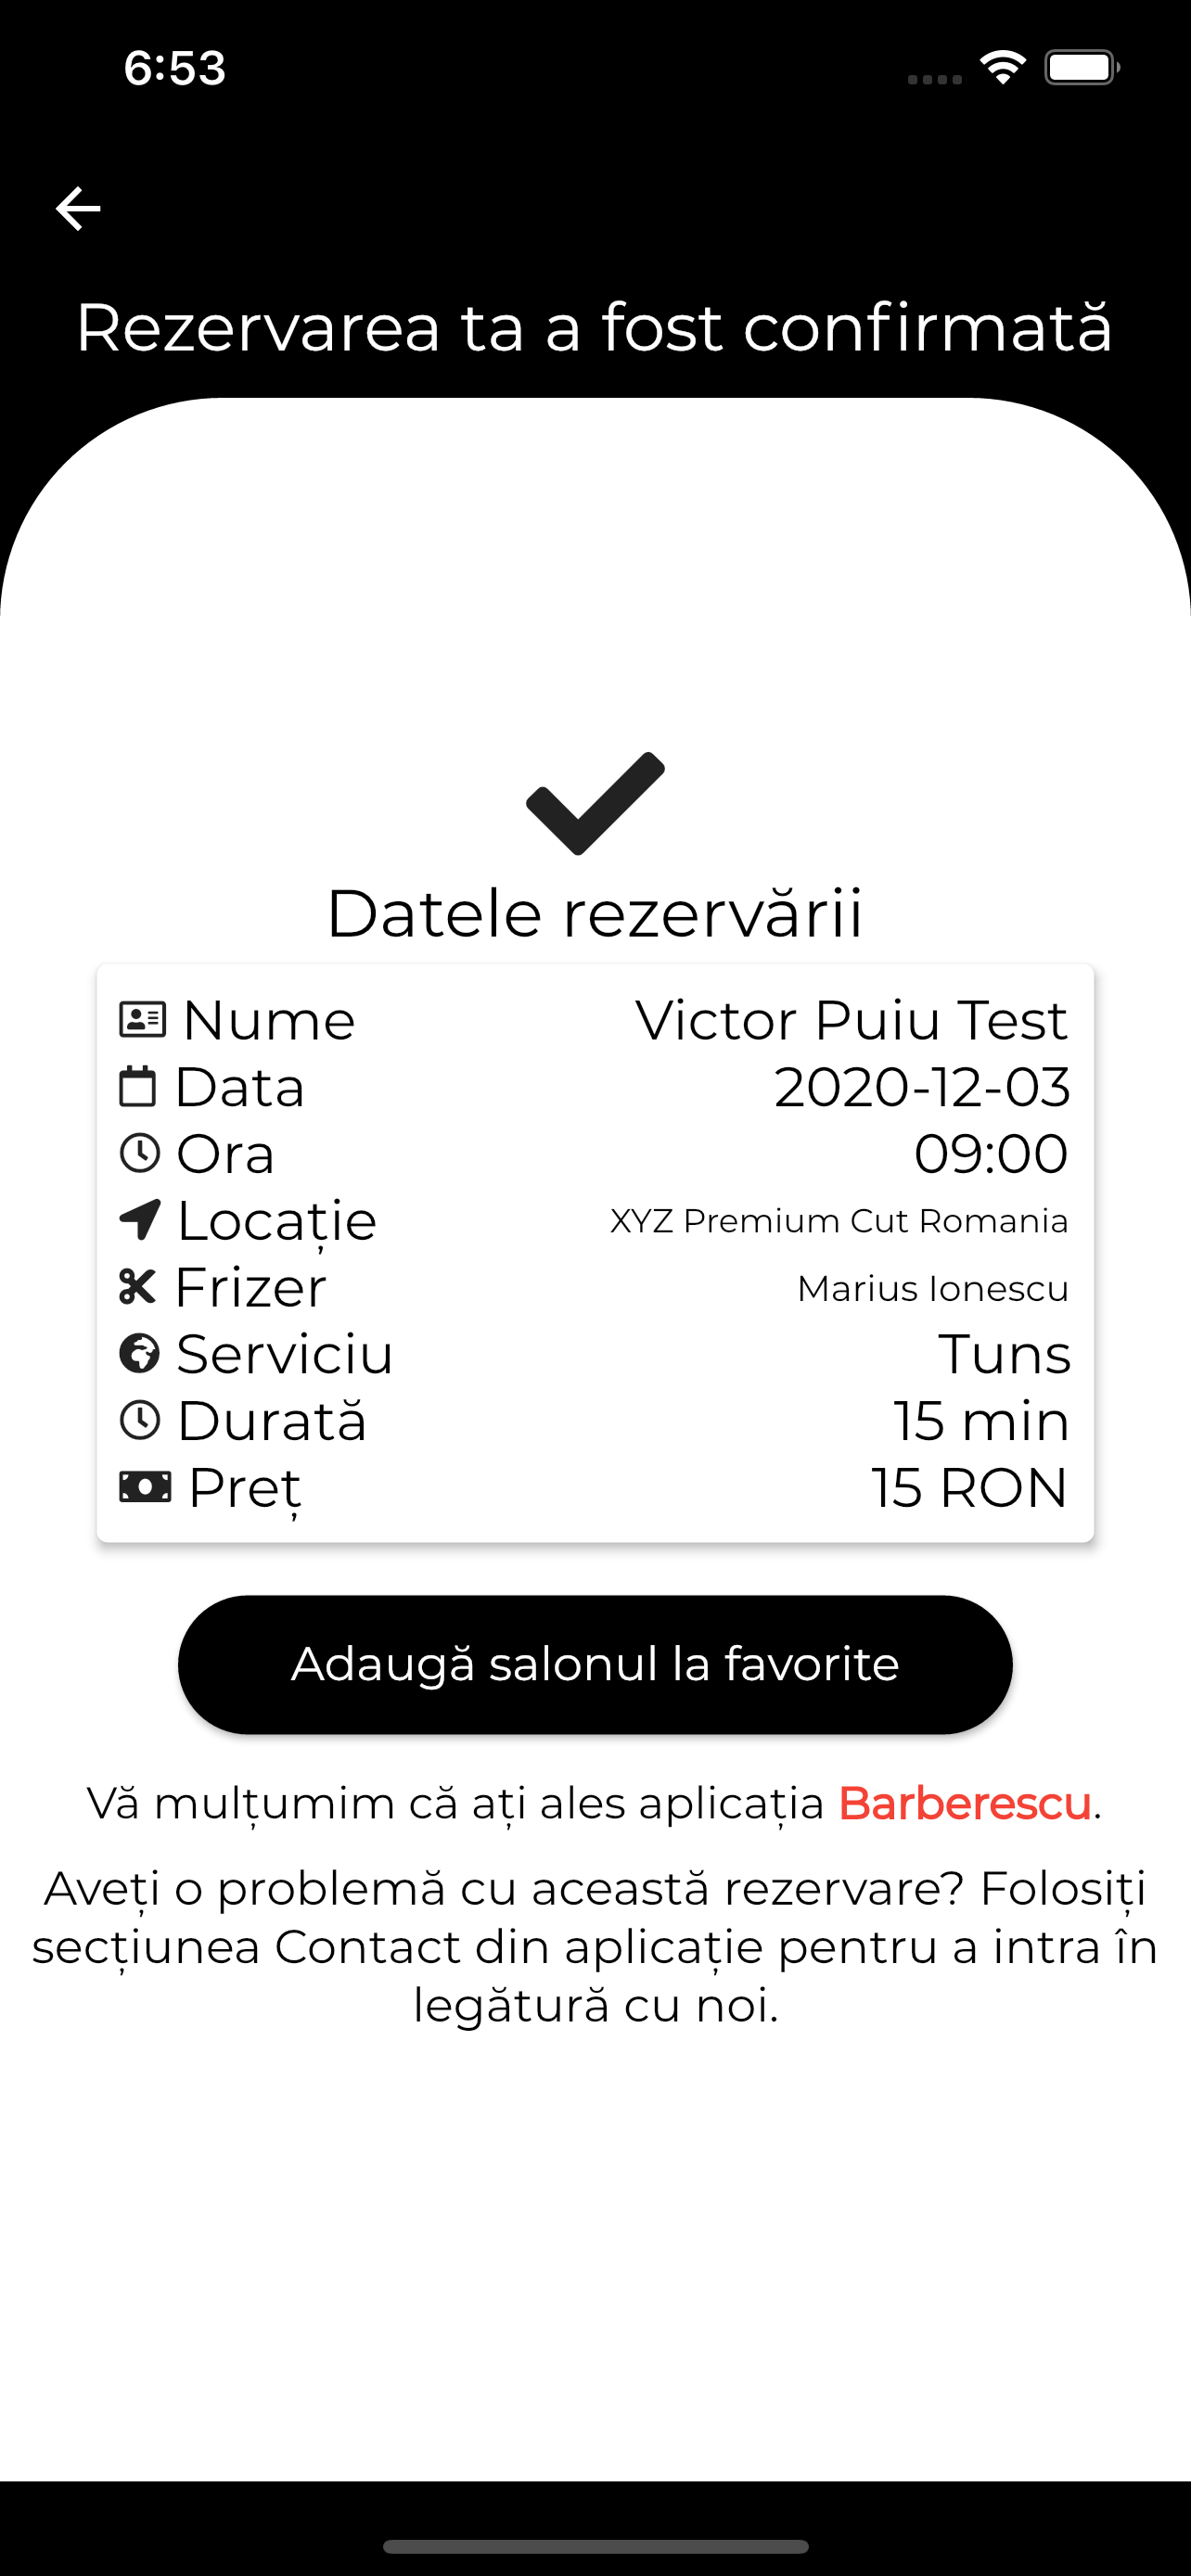 6:53
Rezervarea ta a fost confirmată
Datele rezervării
Nume Victor Puiu Test
Data 2020-12-03
Ora 09:00
Locație XYZ Premium Cut Romania
Frizer Marius Ionescu
Serviciu Tuns
Durată 15 min
Preț 15 RON
Adaugă salonul la favorite
Vă mulțumim că ați ales aplicația Barberescu.
Aveți o problemă cu această rezervare? Folosiți
secțiunea Contact din aplicație pentru a intra în
legătură cu noi.